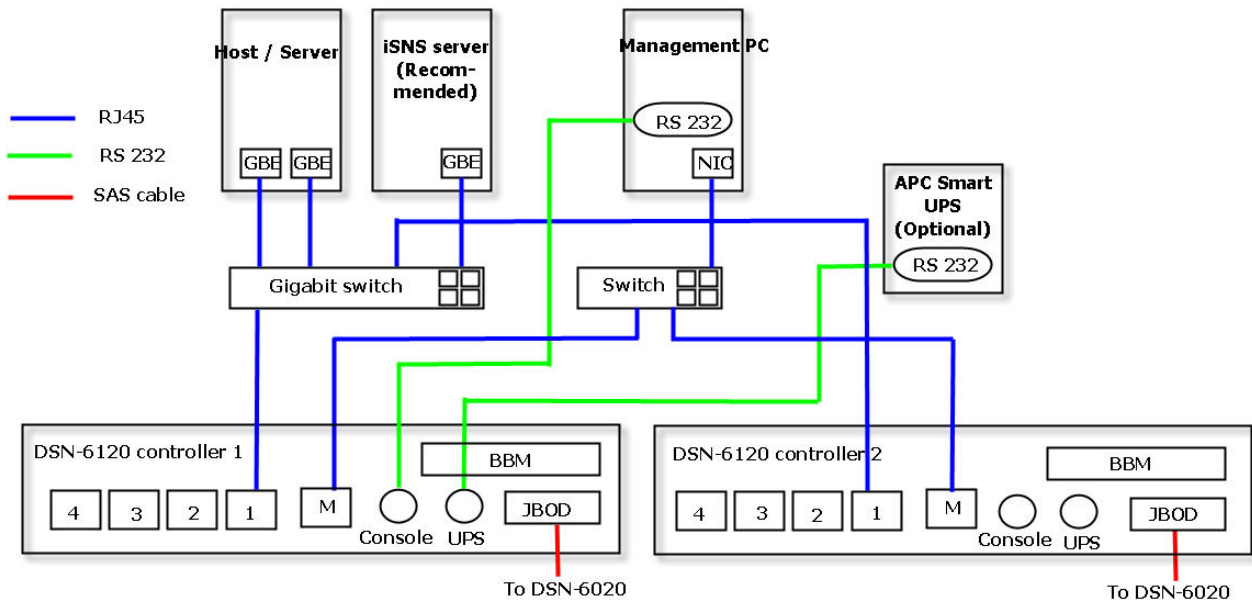 Host / Server
GBE
GBE
iSNS server
(Recom-
mended)
GBE
Management PC
RS 232
NIC
RJ45
RS 232
SAS cable
APC Smart
UPS
(Optional)
RS 232
Gigabit switch
Switch
DSN-6120 controller 1
BBM
4
3
2
1
M
Console
UPS
JBOD
To DSN-6020
DSN-6120 controller 2
BBM
4
3
2
1
M
Console
UPS
JBOD
To DSN-6020